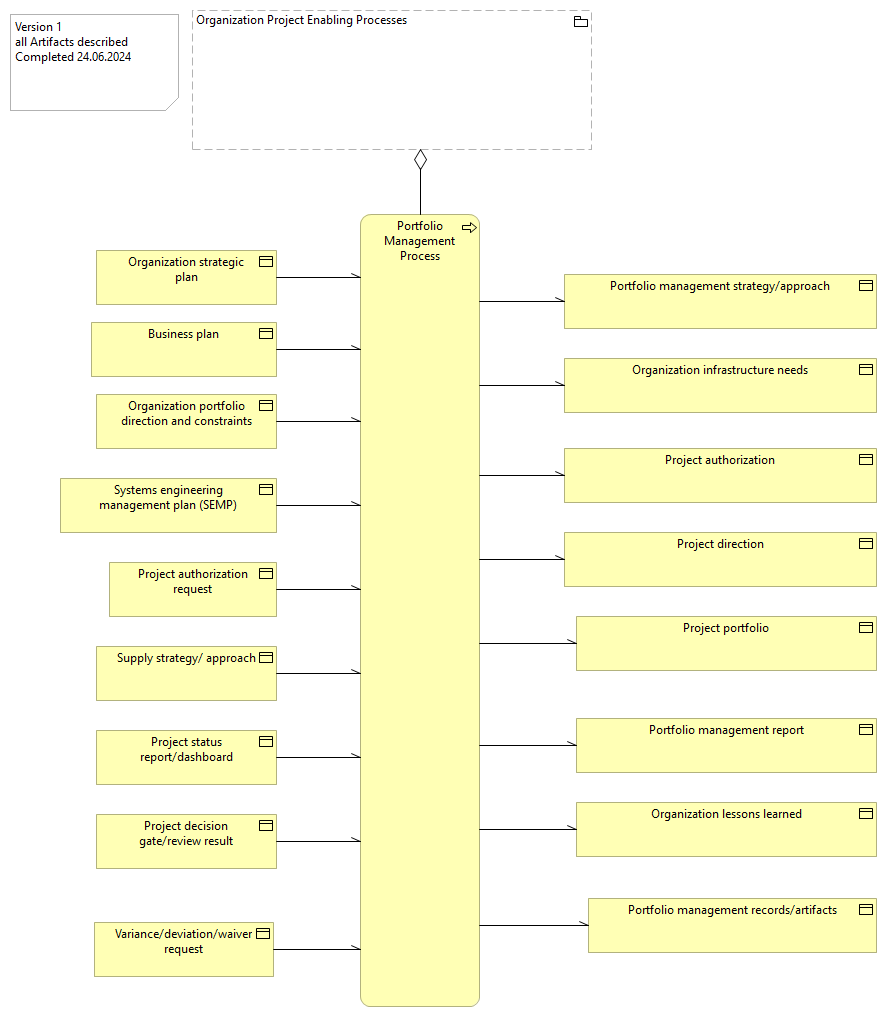 Version 1
all Artifacts described
Completed 24.06.2024
Organization Project Enabling Processes
Portfolio
Management
Process
Organization strategic
plan
Business plan
Organization portfolio
direction and constraints
Systems engineering
management plan (SEMP)
Project authorization
request
Supply strategy/ approach
Project status
report/dashboard
Project decision
gate/review result
Variance/deviation/waiver
request
Portfolio management strategy/approach
Organization infrastructure needs
Project authorization
Project direction
Project portfolio
Portfolio management report
Organization lessons learned
Portfolio management records/artifacts